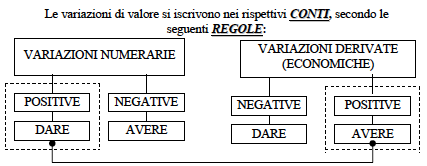 Le variazioni di valore si iscrivono nei rispettivi CONTI, secondo le
seguenti REGOLE:
VARIAZIONI NUMERARIE
VARIAZIONI DERIVATE
(ECONOMICHE)
POSITIVE
NEGATIVE
NEGATIVE
POSITIVE
DARE
AVERE
DARE
AVERE